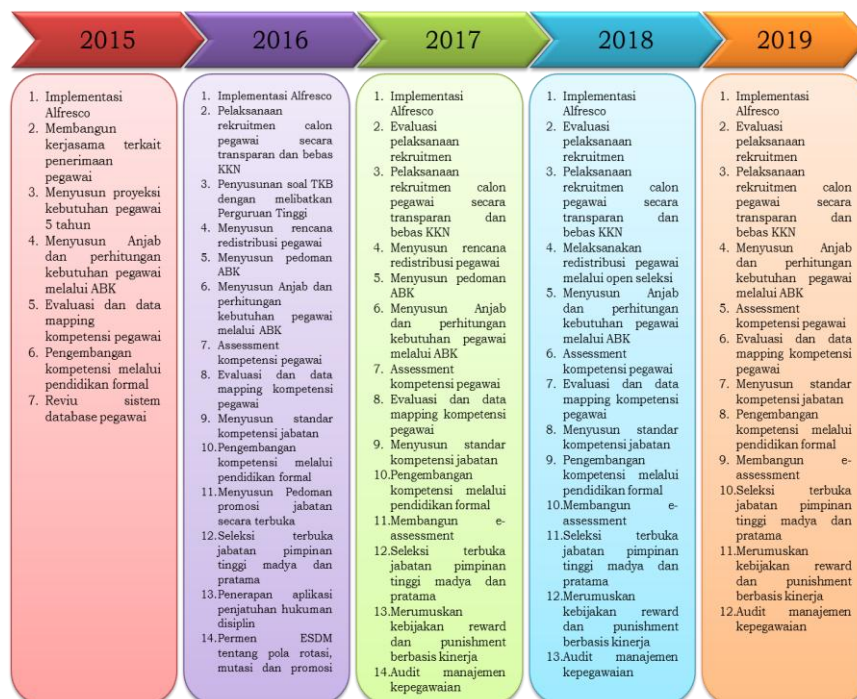 2015
2016
2017
2018
2019
1. Implementasi
Alfresco
2. Membangun
kerjasama terkait
penerimaan
pegawai
3. Menyusun proyeksi
kebutuhan pegawai
5 tahun
4. Menyusun Anjab
dan perhitungan
kebutuhan pegawai
melalui ABK
5. Evaluasi dan data
mapping
kompetensi pegawai
6. Pengembangan
kompetensi melalui
pendidikan formal
7. Reviu sistem
database pegawai
1. Implementasi Alfresco
2. Pelaksanaan
rekruitmen calon
pegawai secara
transparan dan bebas
KKN
3. Penyusunan soal TKB
dengan melibatkan
Perguruan Tinggi
4. Menyusun rencana
redistribusi pegawai
5. Menyusun pedoman
ABK
6. Menyusun Anjab dan
perhitungan
kebutuhan pegawai
melalui ABK
7. Assessment
kompetensi pegawai
8. Evaluasi dan data
mapping kompetensi
pegawai
9. Menyusun standar
kompetensi jabatan
10.Pengembangan
kompetensi melalui
pendidikan formal
11.Menyusun Pedoman
promosi jabatan
secara terbuka
12.Seleksi terbuka
jabatan pimpinan
tinggi madya dan
pratama
13.Penerapan aplikasi
penjatuhan hukuman
disiplin
14.Permen ESDM
tentang pola rotasi,
mutasi dan promosi
1. Implementasi
Alfresco
2. Evaluasi
pelaksanaan
rekruitmen
3. Pelaksanaan
rekruitmen calon
pegawai secara
transparan dan
bebas KKN
4. Menyusun rencana
redistribusi pegawai
5. Menyusun pedoman
ABK
6. Menyusun Anjab
dan perhitungan
kebutuhan pegawai
melalui ABK
7. Assessment
kompetensi pegawai
8. Evaluasi dan data
mapping kompetensi
pegawai
9. Menyusun standar
kompetensi jabatan
10.Pengembangan
kompetensi melalui
pendidikan formal
11.Membangun e-
assessment
12.Seleksi terbuka
jabatan pimpinan
tinggi madya dan
pratama
13.Merumuskan
kebijakan reward
dan punishment
berbasis kinerja
14.Audit manajemen
kepegawaian
1. Implementasi
Alfresco
2. Evaluasi
pelaksanaan
rekruitmen
3. Pelaksanaan
rekruitmen calon
pegawai secara
transparan dan
bebas KKN
4. Melaksanakan
redistribusi pegawai
melalui open seleksi
5. Menyusun Anjab
dan perhitungan
kebutuhan pegawai
melalui ABK
6. Assessment
kompetensi pegawai
7. Evaluasi dan data
mapping kompetensi
pegawai
8. Menyusun standar
kompetensi jabatan
9. Pengembangan
kompetensi melalui
pendidikan formal
10.Membangun e-
assessment
11.Seleksi terbuka
jabatan pimpinan
tinggi madya dan
pratama
12.Merumuskan
kebijakan reward
dan punishment
berbasis kinerja
13.Audit manajemen
kepegawaian
1. Implementasi
Alfresco
2. Evaluasi
pelaksanaan
rekruitmen
3. Pelaksanaan
rekruitmen calon
pegawai secara
transparan dan
bebas KKN
4. Menyusun Anjab
dan perhitungan
kebutuhan pegawai
melalui ABK
5. Assessment
kompetensi pegawai
6. Evaluasi dan data
mapping kompetensi
pegawai
7. Menyusun standar
kompetensi jabatan
8. Pengembangan
kompetensi melalui
pendidikan formal
9. Membangun e-
assessment
10.Seleksi terbuka
jabatan pimpinan
tinggi madya dan
pratama
11.Merumuskan
kebijakan reward
dan punishment
berbasis kinerja
12.Audit manajemen
kepegawaian